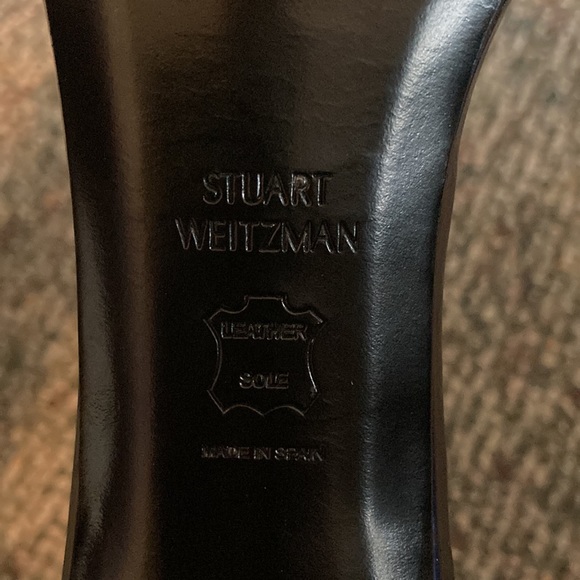 STUART
WEITZMAN
LEATHER
SOLE
MADE IN SPAIN